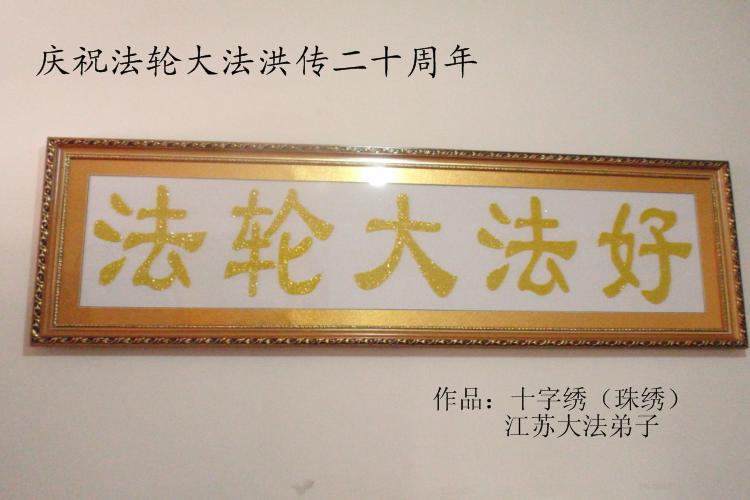 庆祝法轮大法洪传二十周年
法轮大法好
作品：十字绣（珠绣）
江苏大法弟子